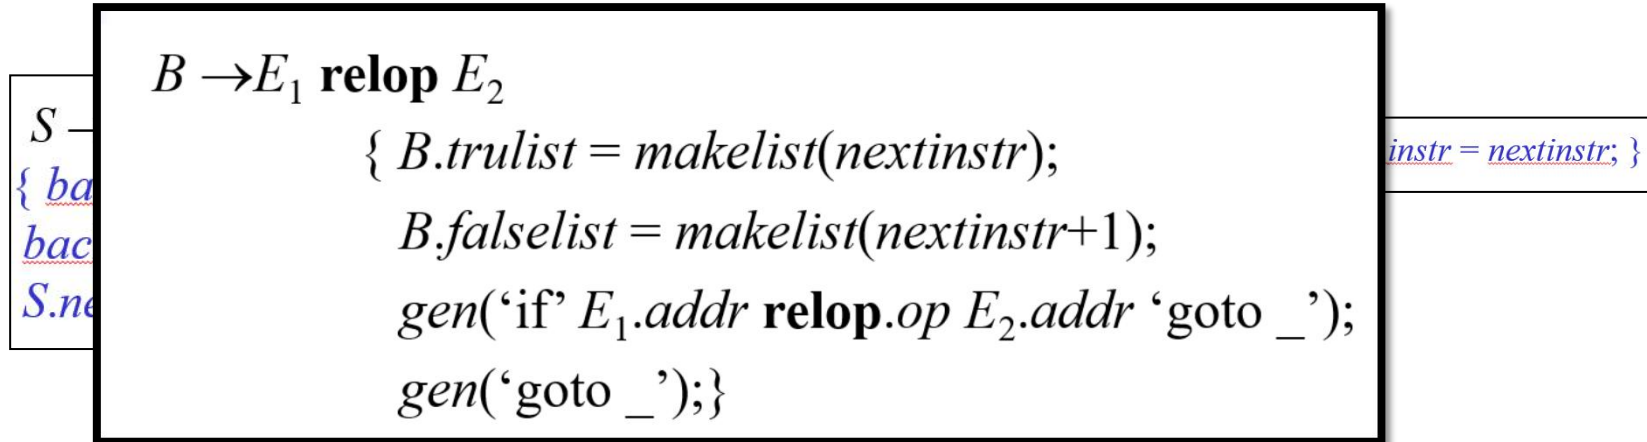 B →E₁ relop E₂
{ B.trulist = makelist(nextinstr);
B.falselist = makelist(nextinstr+1);
gen(‘if’ E₁.addr relop.op E₂.addr ‘goto _’);
gen(‘goto _’);}
S –
{ ba
bac
S.ne
instr = nextinstr; }